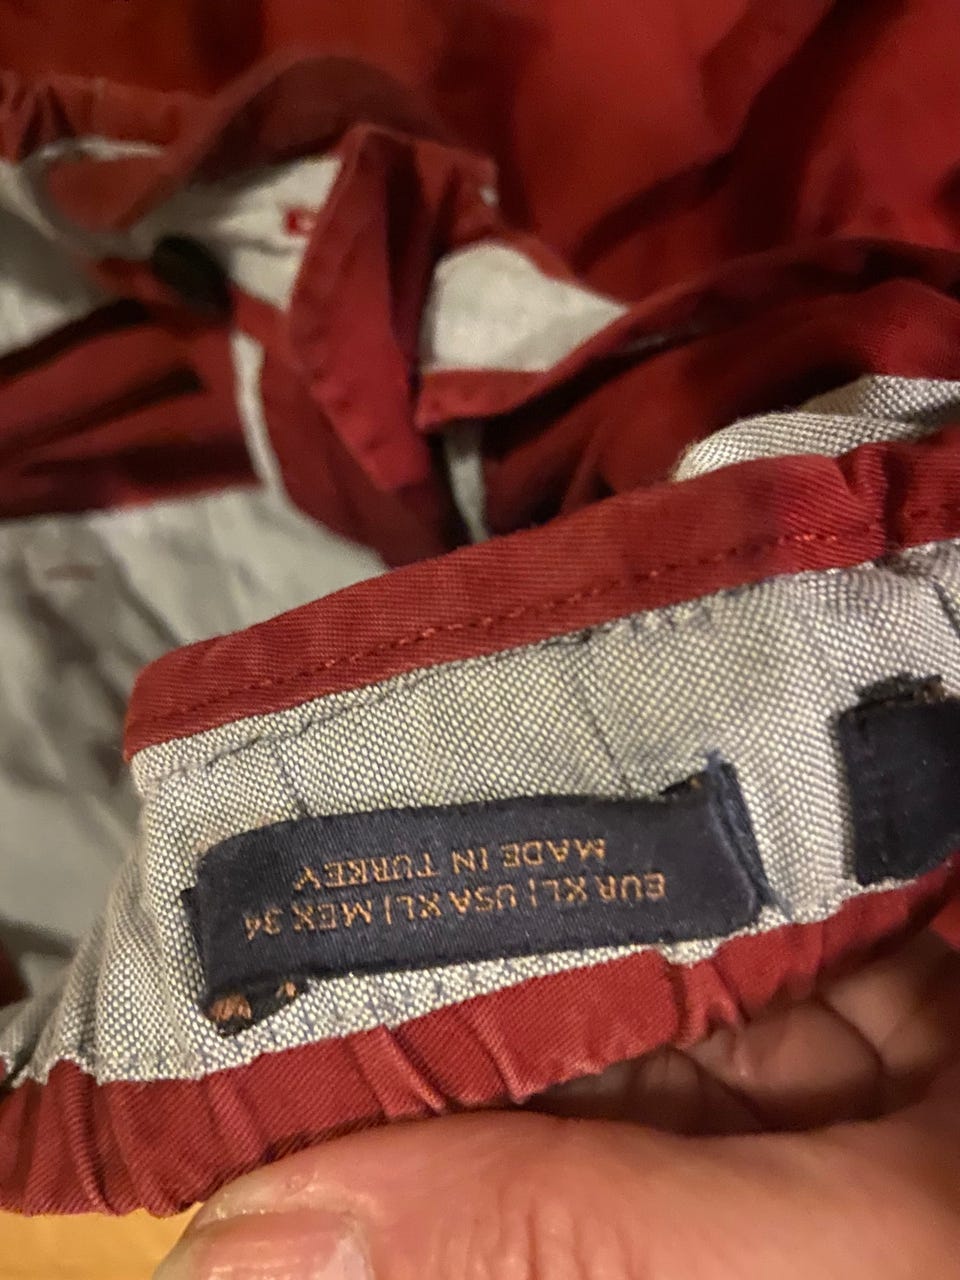 EUR XL | USA XL | MEX 34
MADE IN TURKEY